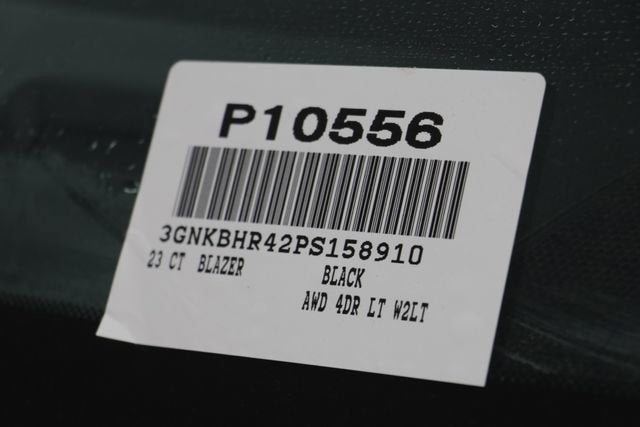 P10556
3GNKBHR42PS158910
23 CT BLAZER BLACK
AWD 4DR LT W2LT